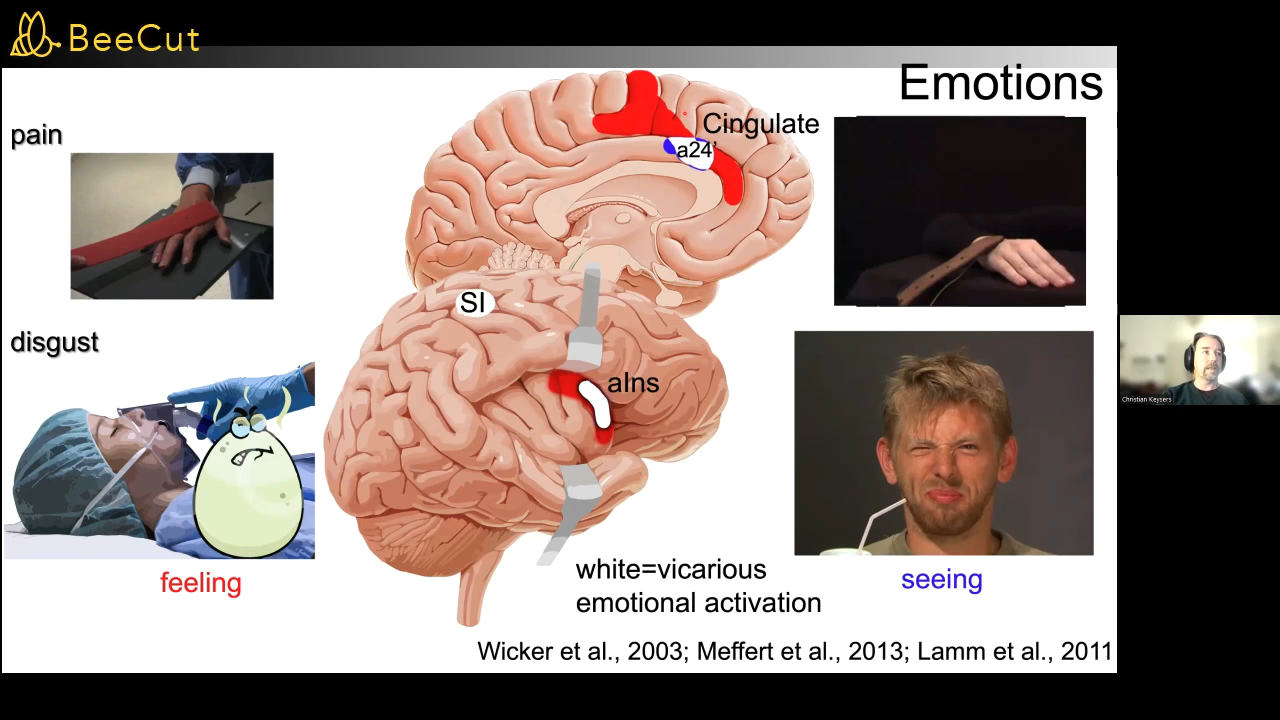 BeeCut
Emotions
pain
Cingulate
a24'
SI
disgust
aIns
Christian Keysers
feeling
white=vicarious
emotional activation
seeing
Wicker et al., 2003; Meffert et al., 2013; Lamm et al., 2011